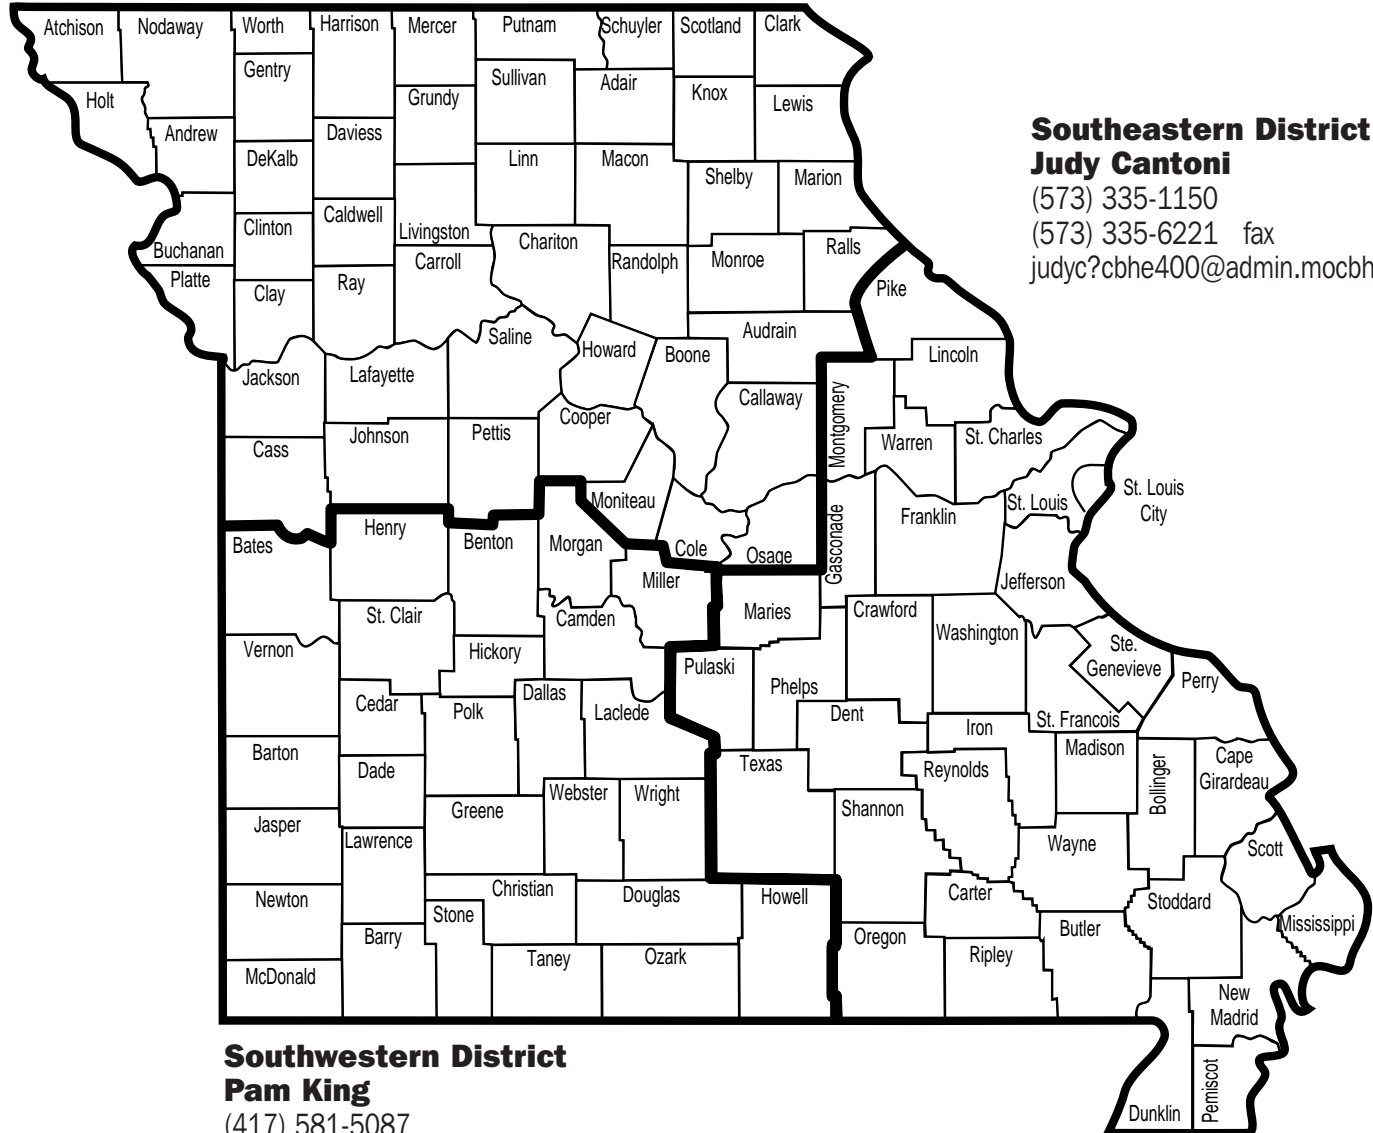 Atchison
Nodaway
Worth
Harrison
Mercer
Putnam
Schuyler
Scotland
Clark
Gentry
Sullivan
Adair
Knox
Lewis
Holt
Grundy
Andrew
Daviess
DeKalb
Linn
Macon
Shelby
Marion
Southeastern District
Judy Cantoni
(573) 335-1150
(573) 335-6221 fax
judyc?cbhe400@admin.mocbh
Caldwell
Clinton
Livingston
Chariton
Buchanan
Carroll
Randolph
Monroe
Ralls
Platte
Clay
Ray
Pike
Audrain
Saline
Howard
Boone
Lincoln
Jackson
Lafayette
Callaway
Montgomery
Cooper
Johnson
Pettis
Warren
St. Charles
Cass
Moniteau
St. Louis
St. Louis
City
Henry
Benton
Morgan
Cole
Osage
Gasconade
Franklin
Bates
Miller
Jefferson
St. Clair
Camden
Maries
Crawford
Washington
Ste.
Genevieve
Vernon
Hickory
Pulaski
Phelps
Perry
Cedar
Polk
Dallas
Laclede
Dent
Iron
St. Francois
Madison
Barton
Dade
Texas
Reynolds
Bollinger
Cape
Girardeau
Greene
Webster
Wright
Shannon
Jasper
Lawrence
Wayne
Scott
Newton
Christian
Douglas
Howell
Carter
Stoddard
Stone
Barry
Oregon
Butler
Mississippi
McDonald
Taney
Ozark
Ripley
New
Madrid
Southwestern District
Pam King
(417) 581-5087
Dunklin
Pemiscot